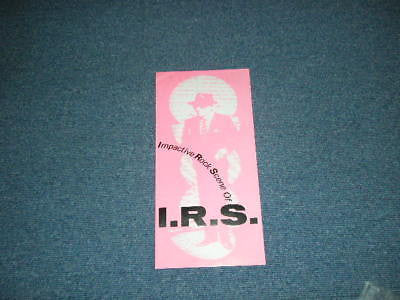 Impactive Rock Scene Of
I.R.S.